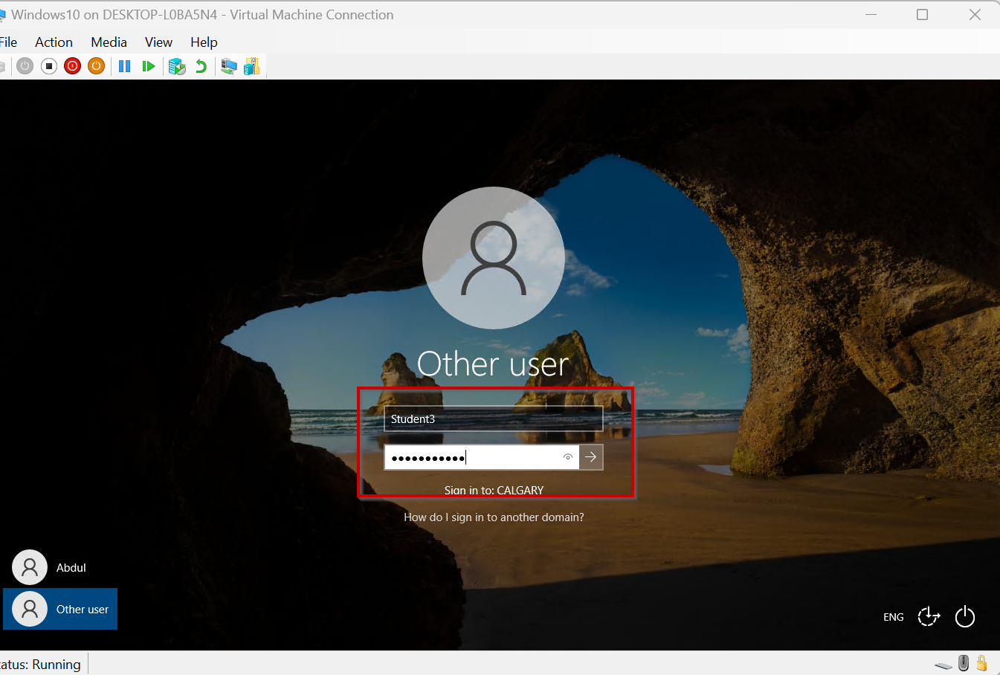 Windows10 on DESKTOP-L0BA5N4 - Virtual Machine Connection
File Action Media View Help
Other user
Student3
Sign in to: CALGARY
How do I sign in to another domain?
Abdul
Other user
ENG
atus: Running